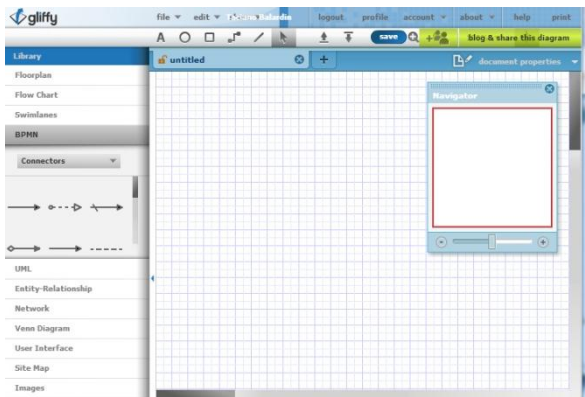 gliffy
file edit logout profile account about help print
A save blog & share this diagram
Library
untitled + document properties
Floorplan
Flow Chart
Swimlanes
BPMN
Navigator
Connectors
UML
Entity-Relationship
Network
Venn Diagram
User Interface
Site Map
Images